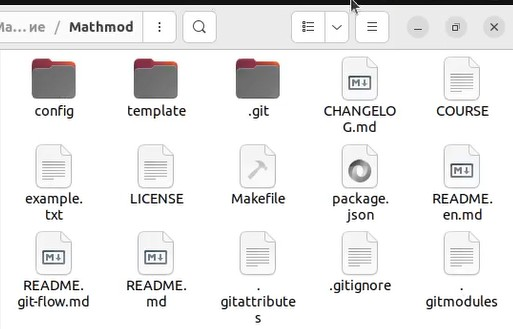 Ma... ие / Mathmod
config
template
.git
CHANGELO
G.md
COURSE
example.
txt
LICENSE
Makefile
package.
json
README.
en.md
README.
git-flow.md
README.
md
.
gitattribute
s
.gitignore
.
gitmodules